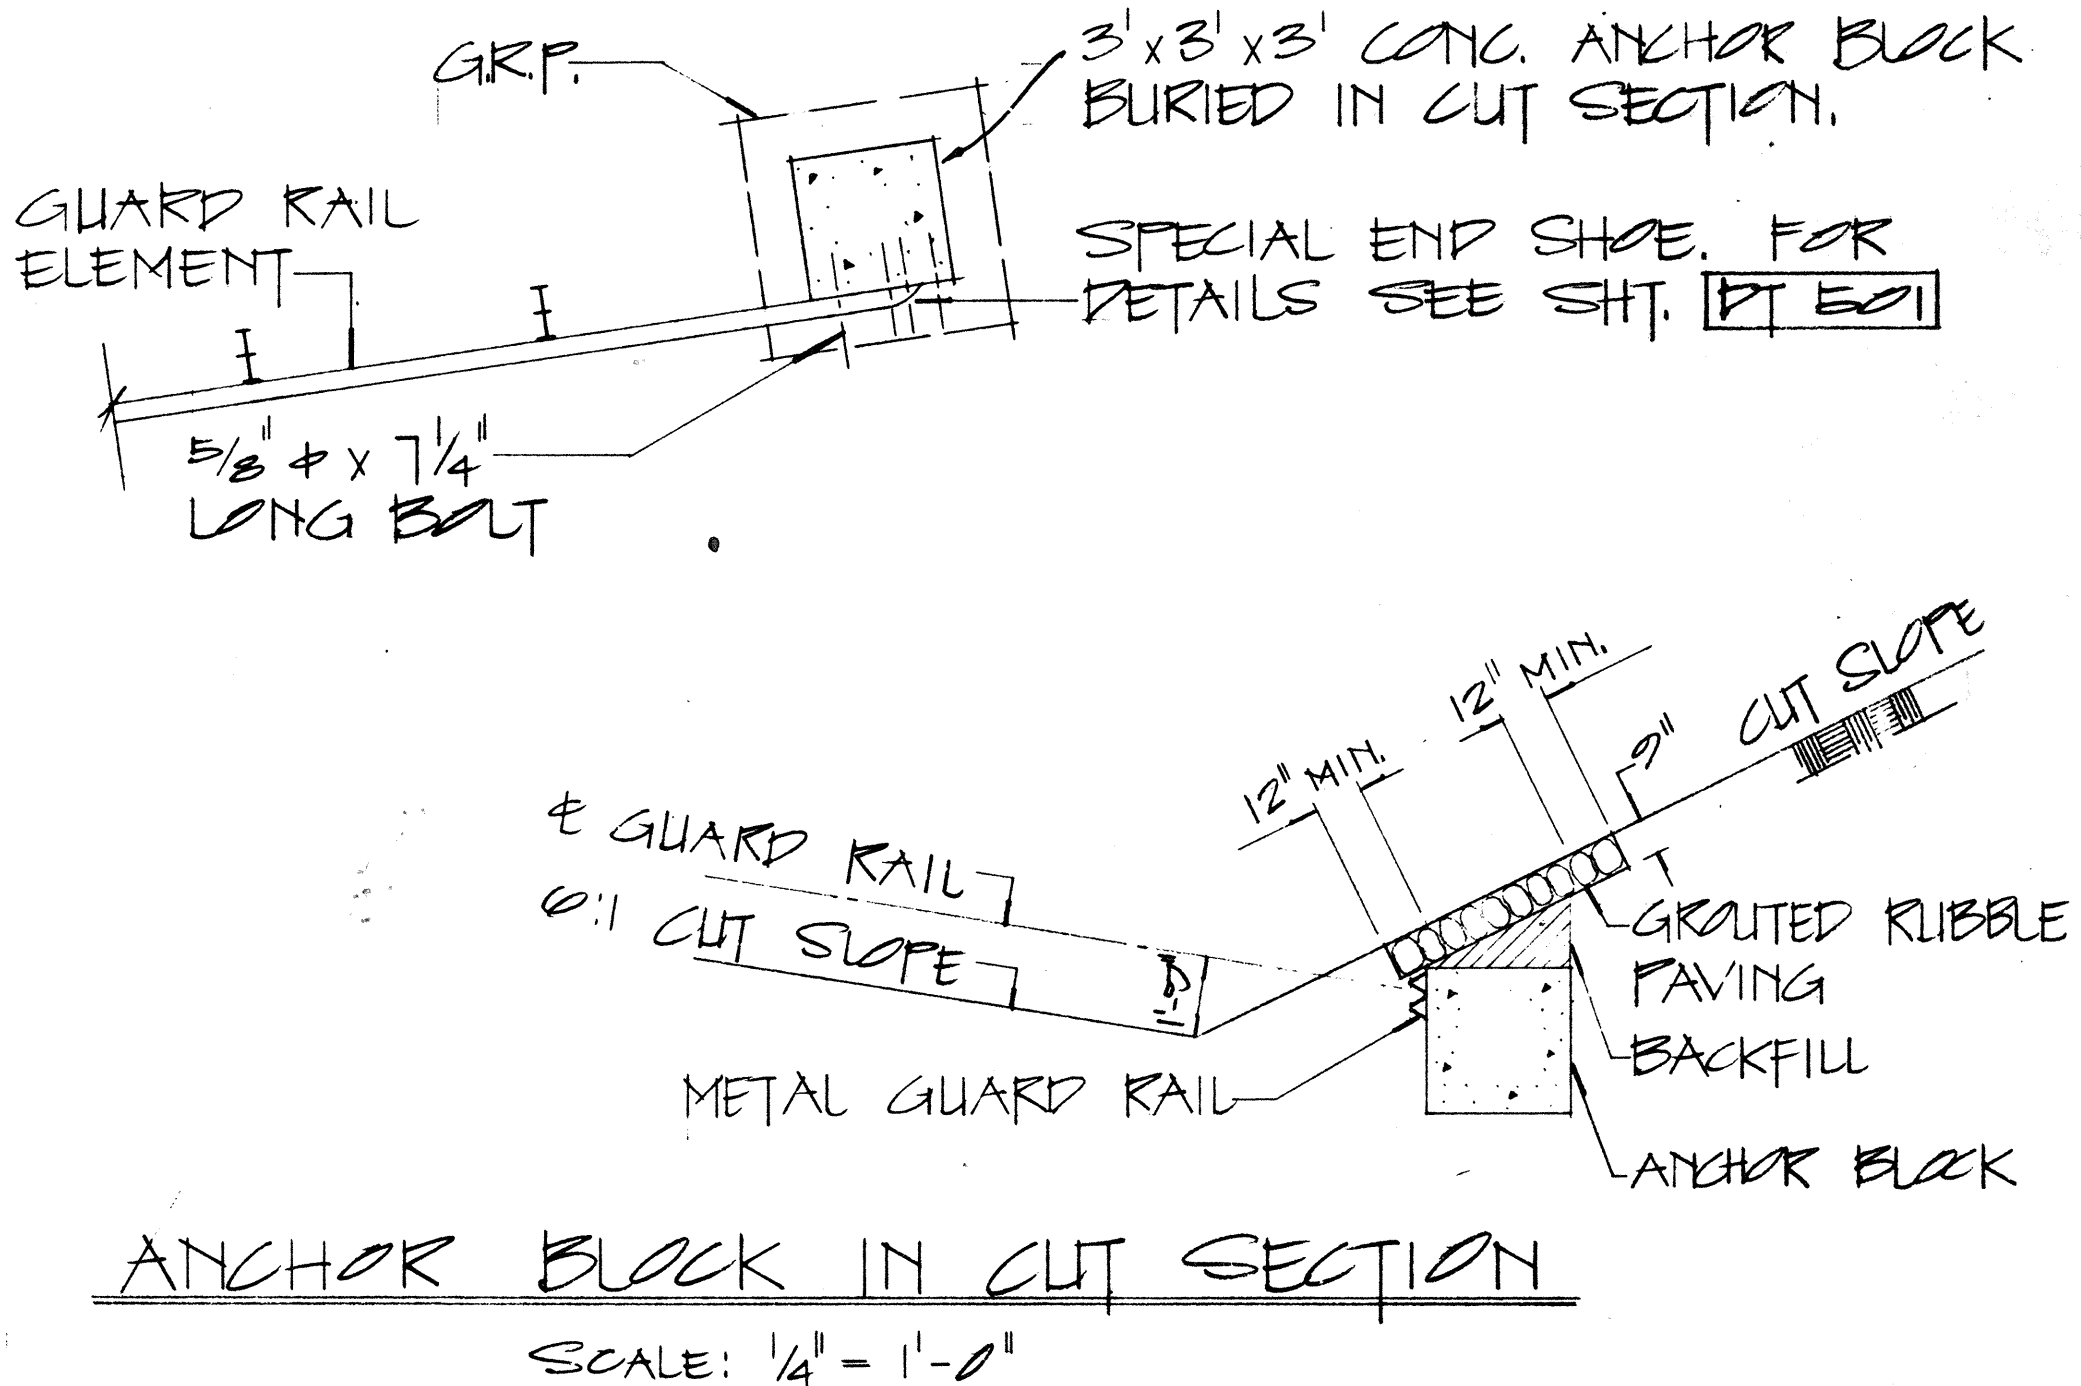 G.R.P.
3' x 3' x 3' CONC. ANCHOR BLOCK
BURIED IN CUT SECTION.
GUARD RAIL
ELEMENT
SPECIAL END SHOE. FOR
DETAILS SEE SHT. DT 501
5/8" ϕ x 7 1/4"
LONG BOLT
12" MIN.
12" MIN.
9"
CUT SLOPE
℄ GUARD RAIL
6:1 CUT SLOPE
GROUTED RUBBLE
PAVING
BACKFILL
METAL GUARD RAIL
ANCHOR BLOCK
ANCHOR BLOCK IN CUT SECTION
SCALE: 1/4" = 1'-0"